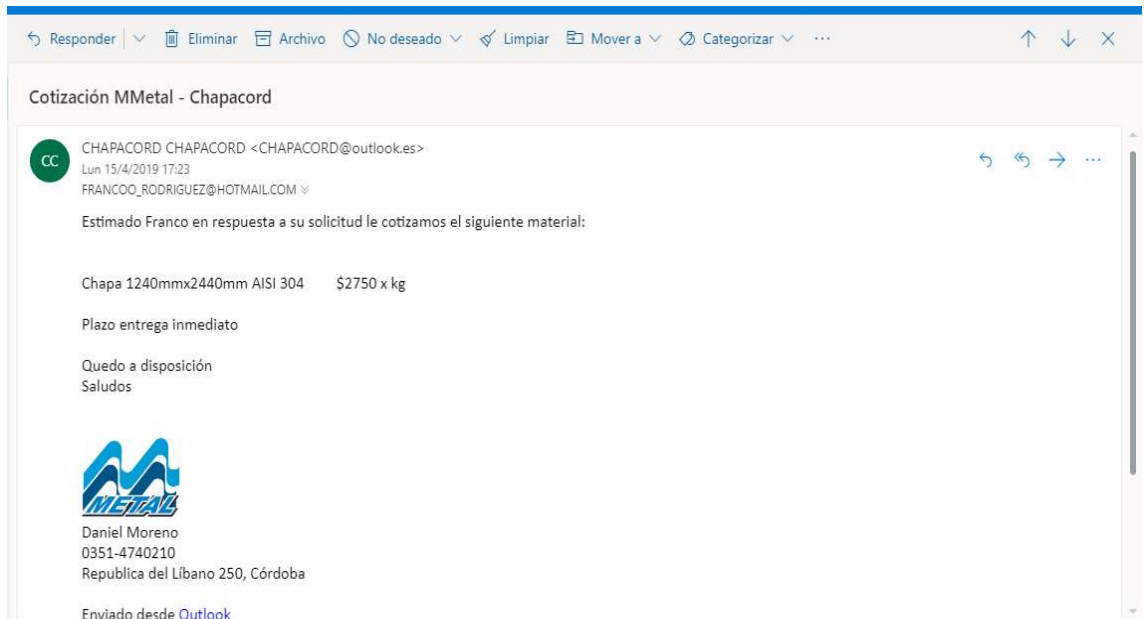 Responder Eliminar Archivo No deseado Limpiar Mover a Categorizar ...
Cotización MMetal - Chapacord
CC
CHAPACORD CHAPACORD <CHAPACORD@outlook.es>
Lun 15/4/2019 17:23
FRANCOO_RODRIGUEZ@HOTMAIL.COM
Estimado Franco en respuesta a su solicitud le cotizamos el siguiente material:
Chapa 1240mmx2440mm AISI 304 $2750 x kg
Plazo entrega inmediato
Quedo a disposición
Saludos
METAL
Daniel Moreno
0351-4740210
Republica del Líbano 250, Córdoba
Enviado desde Outlook